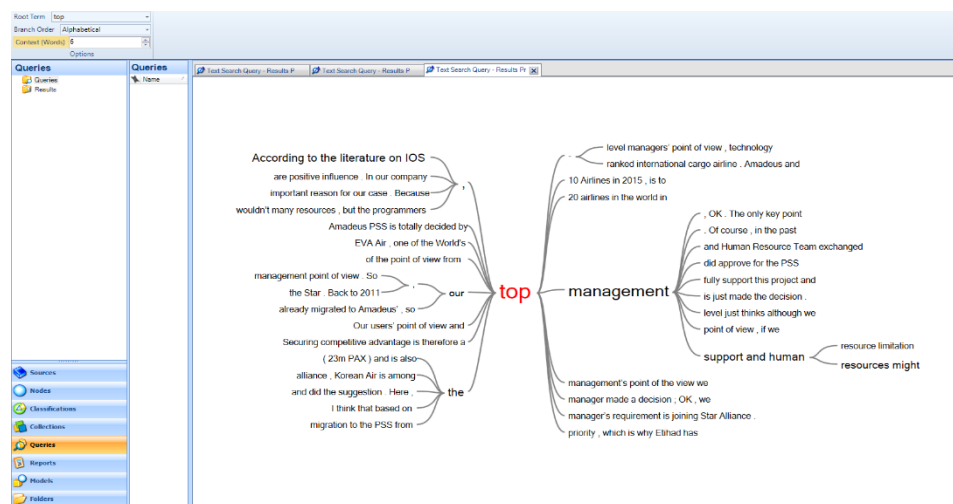 Root Term top
Branch Order Alphabetical
Context (Words) 5
Options
Queries
Queries
Results
Queries
Name
Text Search Query - Results P
Text Search Query - Results P
Text Search Query - Results Pr
According to the literature on IOS
are positive influence . In our company
important reason for our case . Because
wouldn't many resources , but the programmers
,
Amadeus PSS is totally decided by
EVA Air , one of the World's
of the point of view from
management point of view . So
the Star . Back to 2011
,
already migrated to Amadeus' , so
our
Our users' point of view and
Securing competitive advantage is therefore a
( 23m PAX ) and is also
alliance , Korean Air is among
and did the suggestion . Here ,
I think that based on
migration to the PSS from
the
top
-
level managers' point of view , technology
ranked international cargo airline . Amadeus and
10 Airlines in 2015 , is to
20 airlines in the world in
management
, OK . The only key point
. Of course , in the past
and Human Resource Team exchanged
did approve for the PSS
fully support this project and
is just made the decision .
level just thinks although we
point of view , if we
support and human
resource limitation
resources might
management's point of the view we
manager made a decision ; OK , we
manager's requirement is joining Star Alliance .
priority , which is why Etihad has
Sources
Nodes
Classifications
Collections
Queries
Reports
Models
Folders